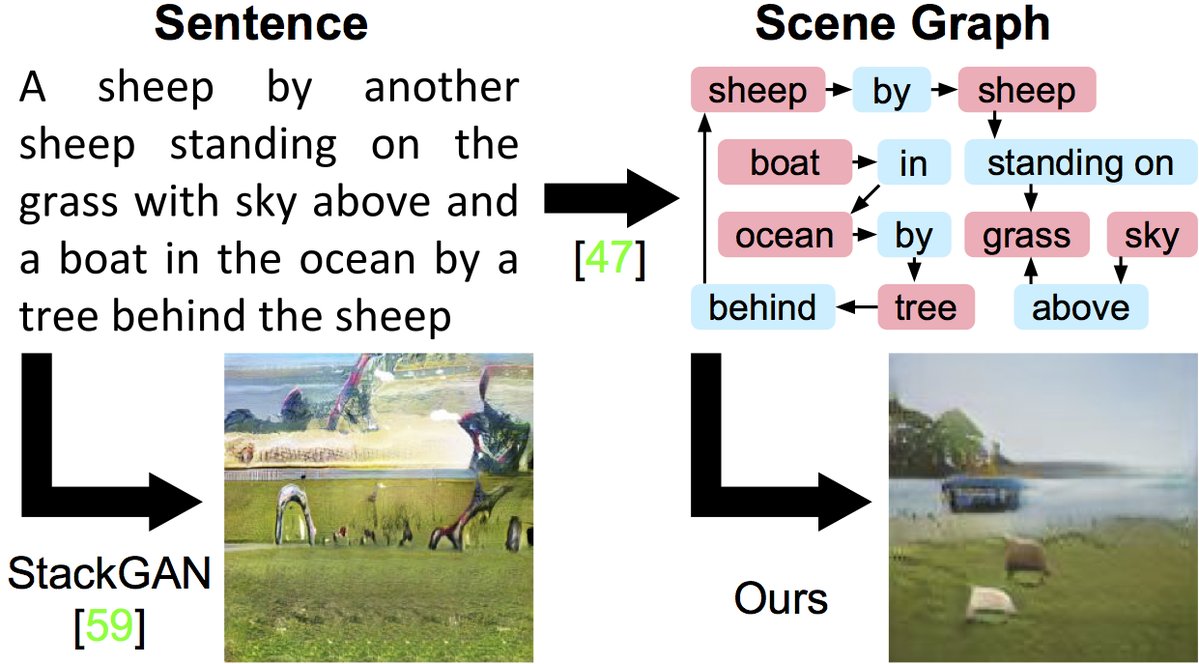 Sentence
A sheep by another
sheep standing on the
grass with sky above and
a boat in the ocean by a
tree behind the sheep
[47]
Scene Graph
sheep by sheep
boat in standing on
ocean by grass sky
behind tree above
StackGAN
[59]
Ours